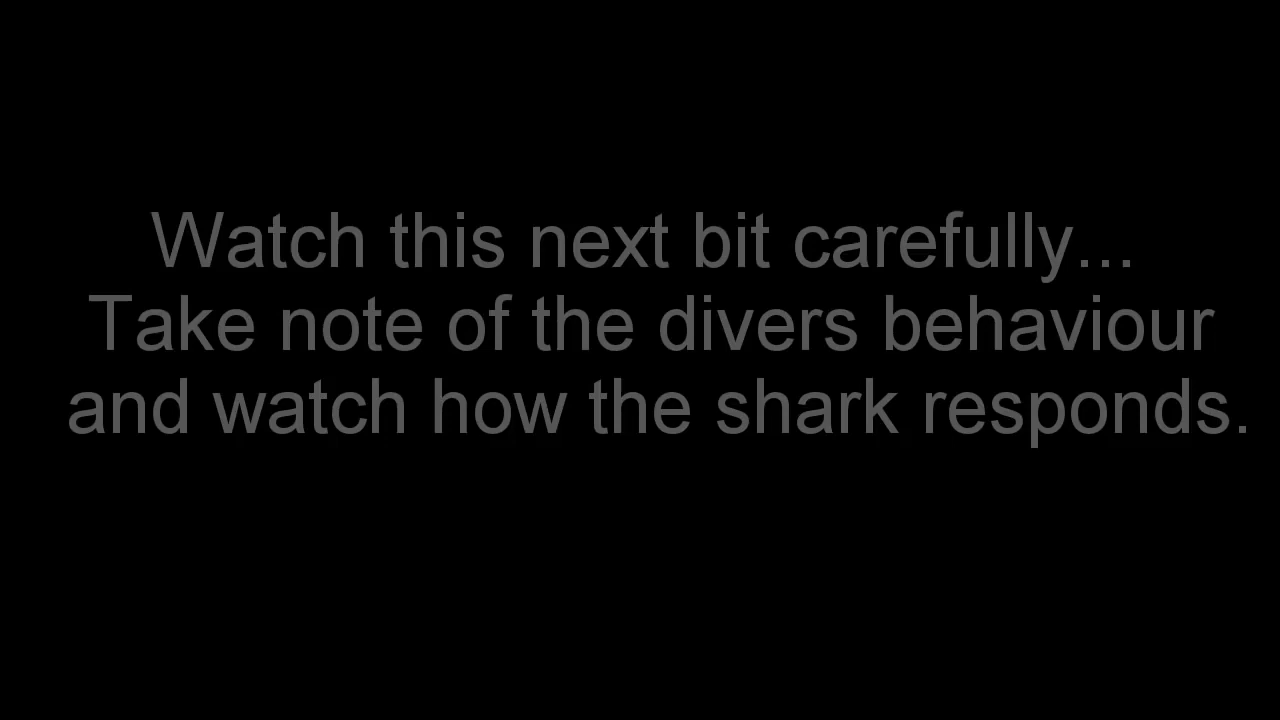 Watch this next bit carefully...
Take note of the divers behaviour
and watch how the shark responds.